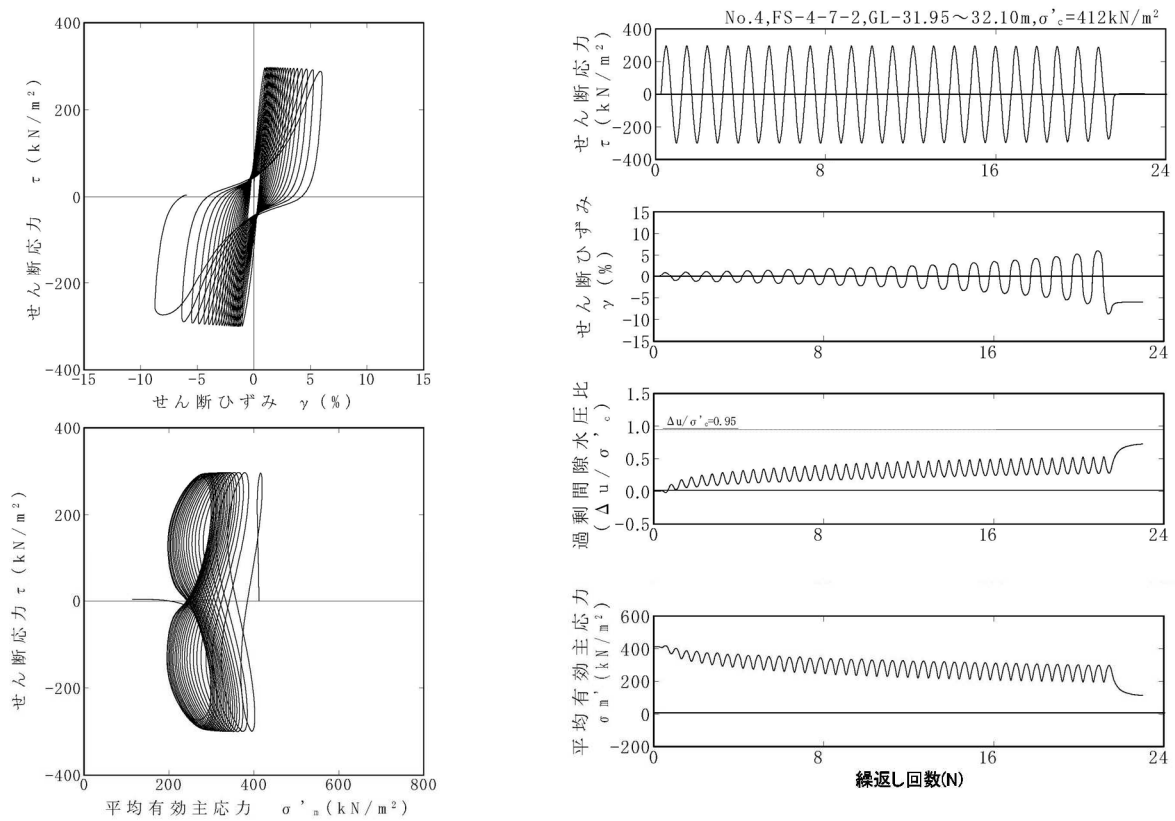 400
200
0
-200
-400
せん断応力 τ (kN/m²)
-15 -10 -5 0 5 10 15
せん断ひずみ γ (%)
400
200
0
-200
-400
せん断応力 τ (kN/m²)
0 200 400 600 800
平均有効主応力 σ'ₘ(kN/m²)
No.4,FS-4-7-2,GL-31.95～32.10m,σ'c=412kN/m²
400
200
0
-200
-400
せん断応力
τ (kN/m²)
8 16 24
15
10
5
0
-5
-10
-15
せん断ひずみ
γ (%)
0 8 16 24
1.5
1.0
0.5
0.0
-0.5
過剰間隙水圧比
(Δu/σ'c)
Δu/σ'c=0.95
0 8 16 24
600
400
200
0
-200
平均有効主応力
σm' (kN/m²)
0 8 16 24
繰返し回数(N)